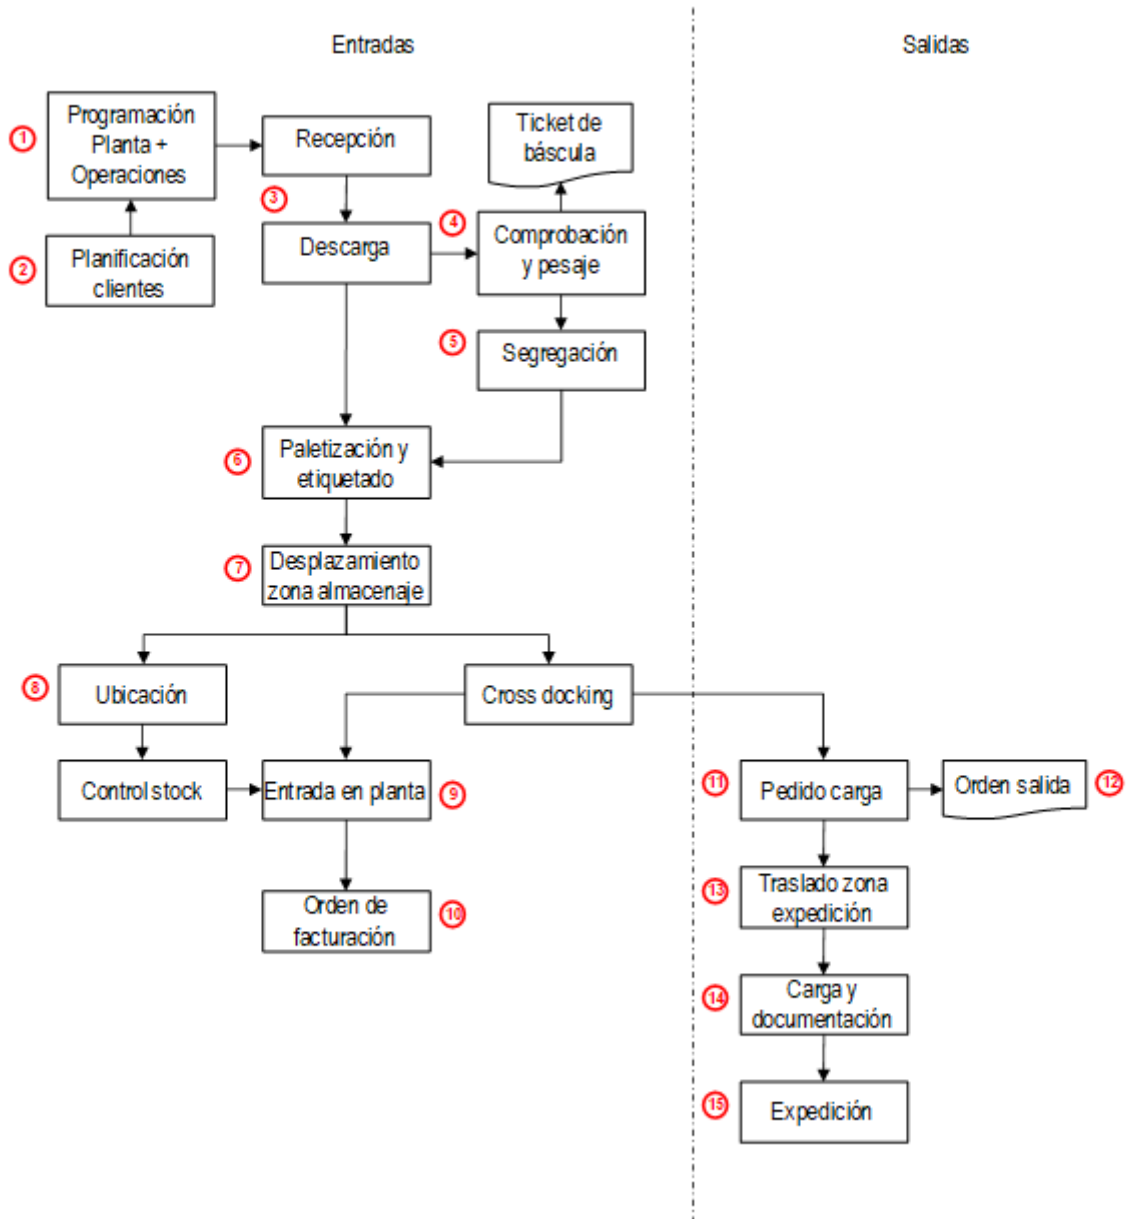 Entradas
Salidas
1
Programación
Planta +
Operaciones
Recepción
Ticket de
báscula
2
Planificación
clientes
3
Descarga
4
Comprobación
y pesaje
5
Segregación
6
Paletización y
etiquetado
7
Desplazamiento
zona almacenaje
8
Ubicación
Cross docking
Control stock
Entrada en planta
9
11
Pedido carga
Orden salida
12
Orden de
facturación
10
13
Traslado zona
expedición
14
Carga y
documentación
15
Expedición